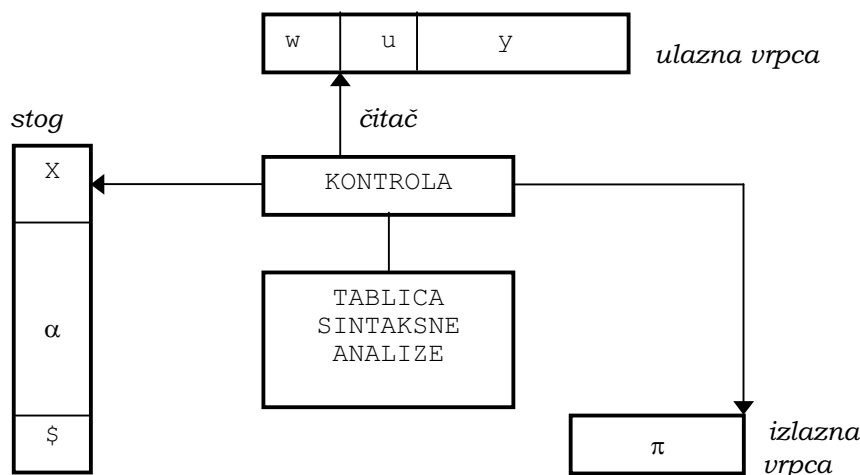 w u y
ulazna vrpca
stog
čitač
X
KONTROLA
TABLICA
SINTAKSNE
ANALIZE
α
$
π
izlazna
vrpca